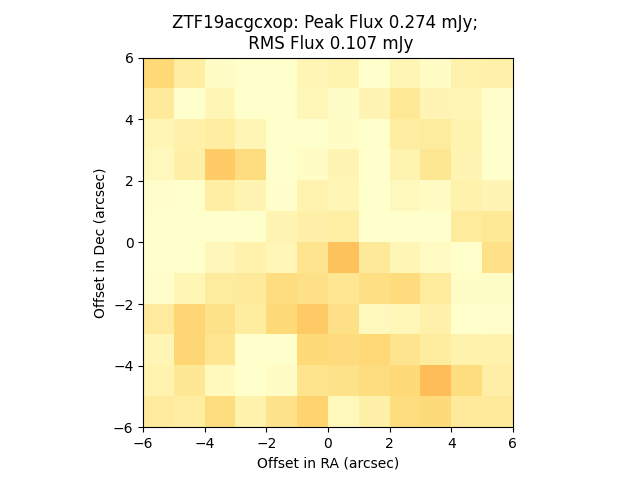 ZTF19acgcxop: Peak Flux 0.274 mJy;
RMS Flux 0.107 mJy
6
4
2
0
−2
−4
−6
Offset in Dec (arcsec)
−6 −4 −2 0 2 4 6
Offset in RA (arcsec)